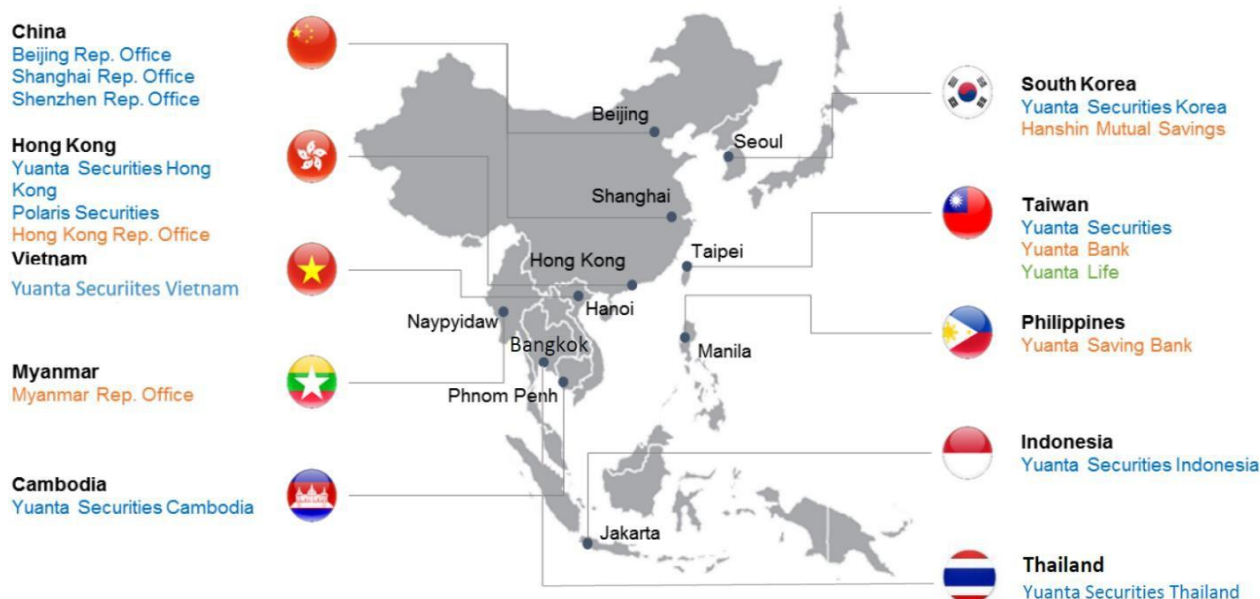 China
Beijing Rep. Office
Shanghai Rep. Office
Shenzhen Rep. Office
Hong Kong
Yuanta Securities Hong
Kong
Polaris Securities
Hong Kong Rep. Office
Vietnam
Yuanta Securiites Vietnam
Myanmar
Myanmar Rep. Office
Cambodia
Yuanta Securities Cambodia
Beijing
Seoul
Shanghai
Taipei
Hong Kong
Hanoi
Naypyidaw
Bangkok
Manila
Phnom Penh
Jakarta
South Korea
Yuanta Securities Korea
Hanshin Mutual Savings
Taiwan
Yuanta Securities
Yuanta Bank
Yuanta Life
Philippines
Yuanta Saving Bank
Indonesia
Yuanta Securities Indonesia
Thailand
Yuanta Securities Thailand